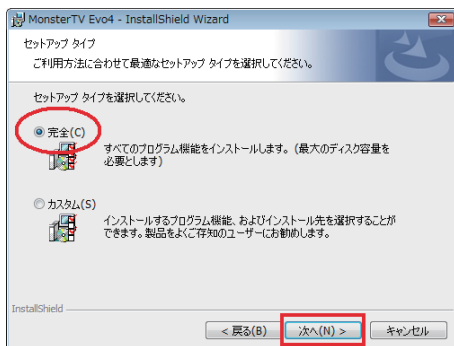 MonsterTV Evo4 - InstallShield Wizard
セットアップ タイプ
ご利用方法に合わせて最適なセットアップ タイプを選択してください。
セットアップ タイプを選択してください。
完全(C)
すべてのプログラム機能をインストールします。(最大のディスク容量を
必要とします)
カスタム(S)
インストールするプログラム機能、およびインストール先を選択することが
できます。製品をよくご存知のユーザーにお勧めします。
InstallShield
< 戻る(B)
次へ(N) >
キャンセル